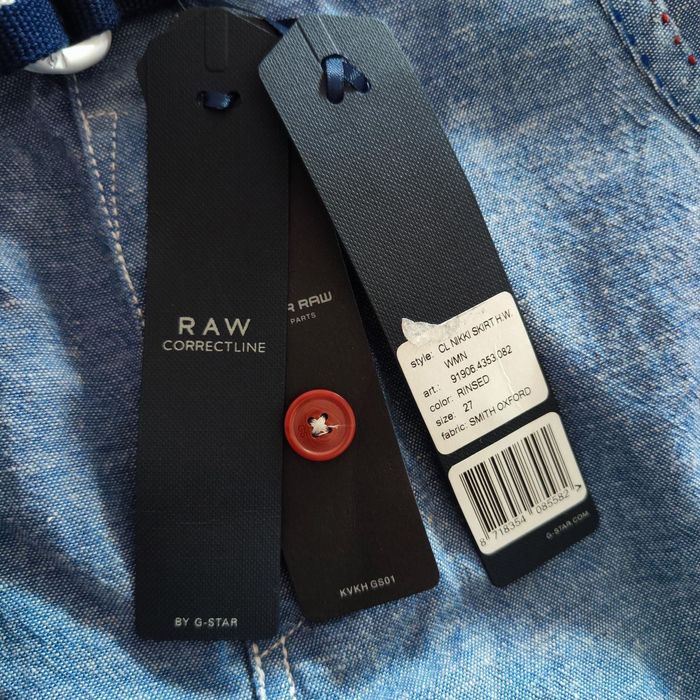 RAW
CORRECTLINE
BY G-STAR
RAW
PARTS
GS
KVKH GS01
style: CL NIKKI SKIRT H.W.
WMN
art.: 91906.4353.082
color: RINSED
size: 27
fabric: SMITH OXFORD
8 718354 085582 >
G-STAR.COM